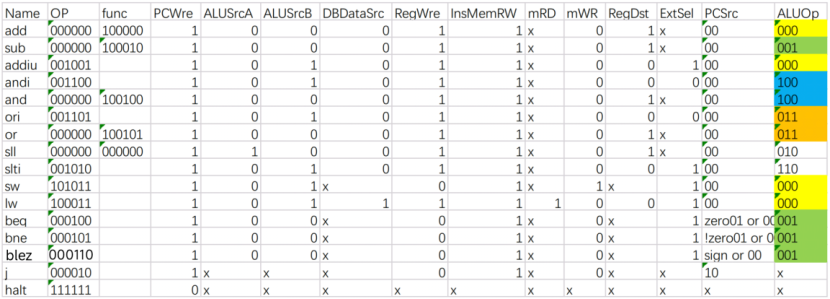 Name OP func PCWre ALUSrcA ALUSrcB DBDataSrc RegWre InsMemRW mRD mWR RegDst ExtSel PCSrc ALUOp
add 000000 100000 1 0 0 0 1 1 x 0 1 x 00 000
sub 000000 100010 1 0 0 0 1 1 x 0 1 x 00 001
addiu 001001 1 0 1 0 1 1 x 0 0 1 00 000
andi 001100 1 0 1 0 1 1 x 0 0 0 00 100
and 000000 100100 1 0 0 0 1 1 x 0 1 x 00 100
ori 001101 1 0 1 0 1 1 x 0 0 0 00 011
or 000000 100101 1 0 0 0 1 1 x 0 1 x 00 011
sll 000000 000000 1 1 0 0 1 1 x 0 1 x 00 010
slti 001010 1 0 1 0 1 1 x 0 0 1 00 110
sw 101011 1 0 1 x 0 1 x 1 x 1 00 000
lw 100011 1 0 1 1 1 1 1 0 0 1 00 000
beq 000100 1 0 0 x 0 1 x 0 x 1 zero01 or 00 001
bne 000101 1 0 0 x 0 1 x 0 x 1 !zero01 or 0 001
blez 000110 1 0 0 x 0 1 x 0 x 1 sign or 00 001
j 000010 1 x x x 0 1 x 0 x x 10 x
halt 111111 0 x x x x x x x x x x x